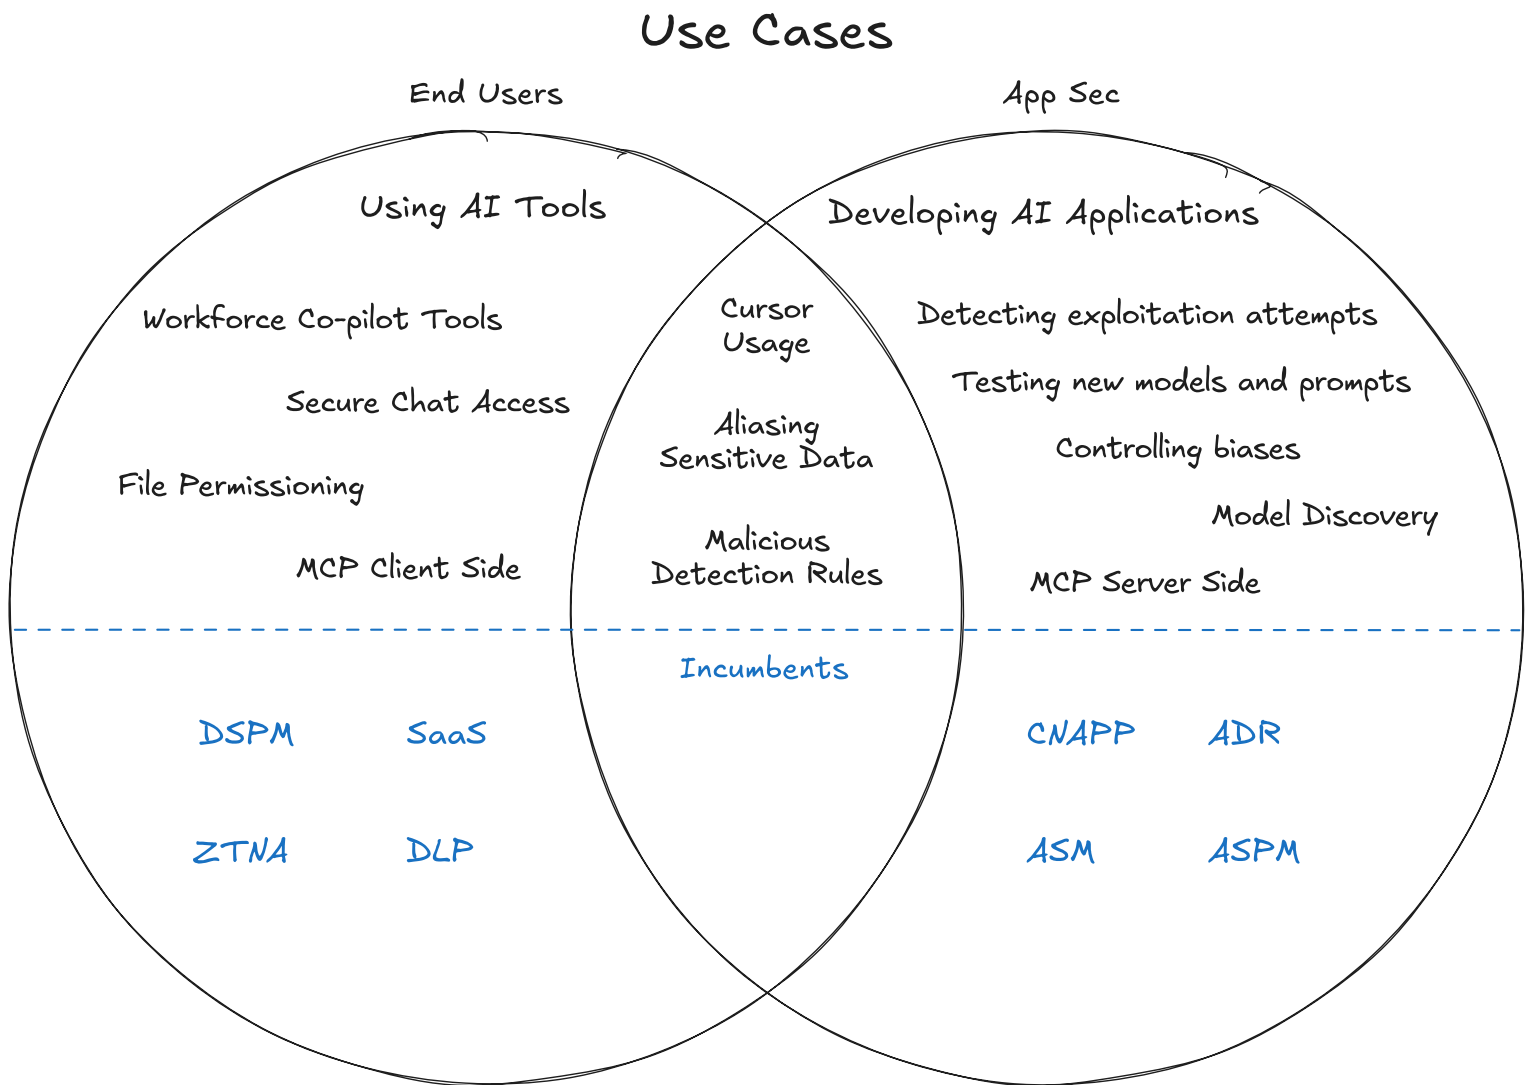 Use Cases
End Users
App Sec
Using AI Tools
Developing AI Applications
Workforce Co-pilot Tools
Secure Chat Access
File Permissioning
MCP Client Side
Cursor
Usage
Aliasing
Sensitive Data
Malicious
Detection Rules
Detecting exploitation attempts
Testing new models and prompts
Controlling biases
Model Discovery
MCP Server Side
Incumbents
DSPM SaaS
ZTNA DLP
CNAPP ADR
ASM ASPM